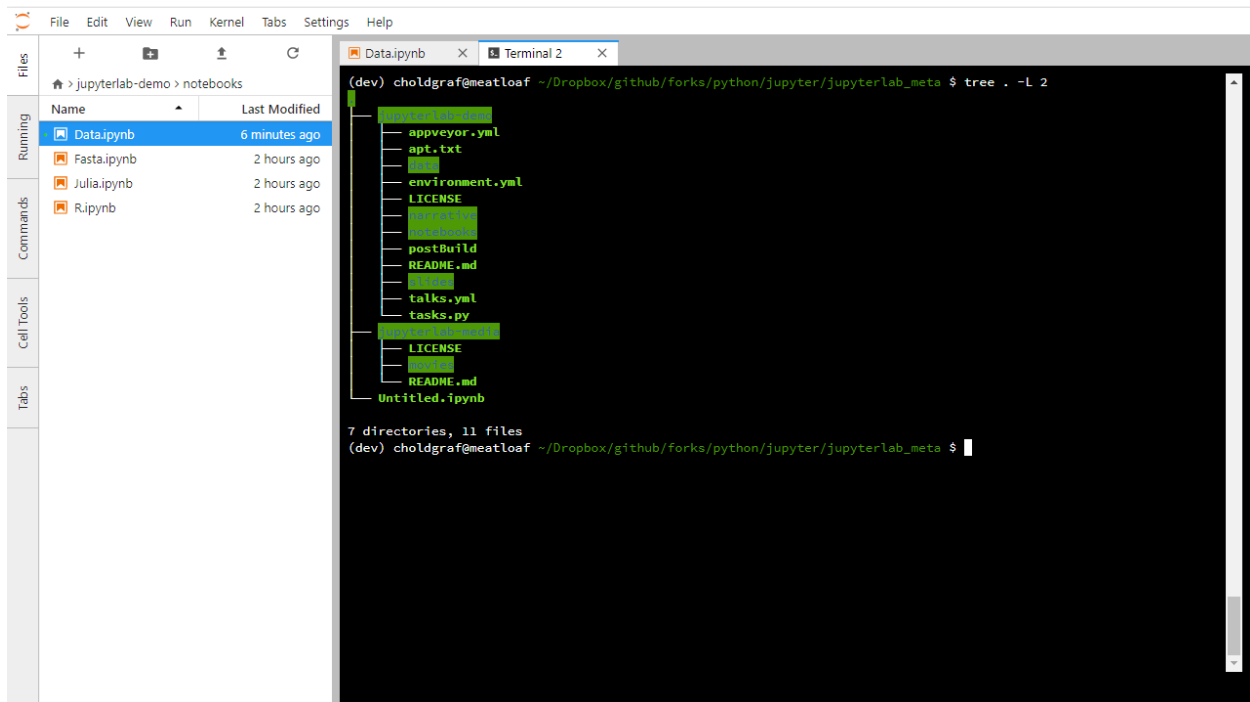 File Edit View Run Kernel Tabs Settings Help
Files
Running
Commands
Cell Tools
Tabs
jupyterlab-demo > notebooks
Name Last Modified
Data.ipynb 6 minutes ago
Fasta.ipynb 2 hours ago
Julia.ipynb 2 hours ago
R.ipynb 2 hours ago
Data.ipynb Terminal 2
(dev) choldgraf@meatloaf ~/Dropbox/github/forks/python/jupyter/jupyterlab_meta $ tree . -L 2
.
├── jupyterlab-demo
│   ├── appveyor.yml
│   ├── apt.txt
│   ├── data
│   ├── environment.yml
│   ├── LICENSE
│   ├── narrative
│   ├── notebooks
│   ├── postBuild
│   ├── README.md
│   ├── slides
│   ├── talks.yml
│   └── tasks.py
├── jupyterlab-media
│   ├── LICENSE
│   ├── movies
│   └── README.md
└── Untitled.ipynb
7 directories, 11 files
(dev) choldgraf@meatloaf ~/Dropbox/github/forks/python/jupyter/jupyterlab_meta $